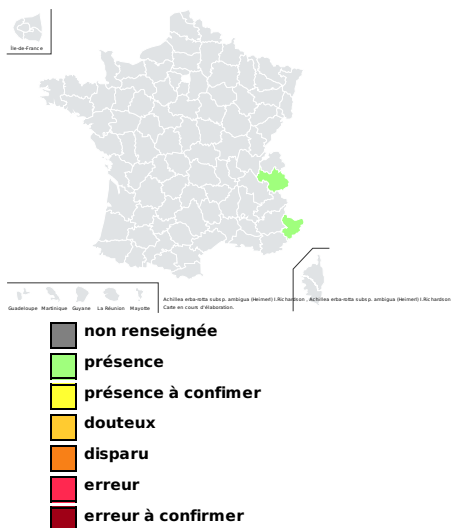 Île-de-France
Guadeloupe Martinique Guyane La Réunion Mayotte
Achillea erba-rotta subsp. ambigua (Heimerl) I.Richardson , Achillea erba-rotta subsp. ambigua (Heimerl) I.Richardson
Carte en cours d'élaboration.
non renseignée
présence
présence à confimer
douteux
disparu
erreur
erreur à confirmer